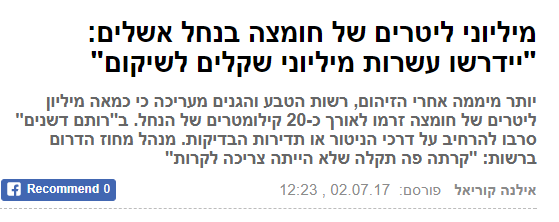 מיליוני ליטרים של חומצה בנחל אשלים:
"יידרשו עשרות מיליוני שקלים לשיקום"
יותר מיממה אחרי הזיהום, רשות הטבע והגנים מעריכה כי כמאה מיליון
ליטרים של חומצה זרמו לאורך כ-20 קילומטרים של הנחל. ב"רותם דשנים"
סרבו להרחיב על דרכי הניטור או תדירות הבדיקות. מנהל מחוז הדרום
ברשות: "קרתה פה תקלה שלא הייתה צריכה לקרות"
אילנה קוריאל פורסם: 02.07.17 , 12:23
Recommend 0